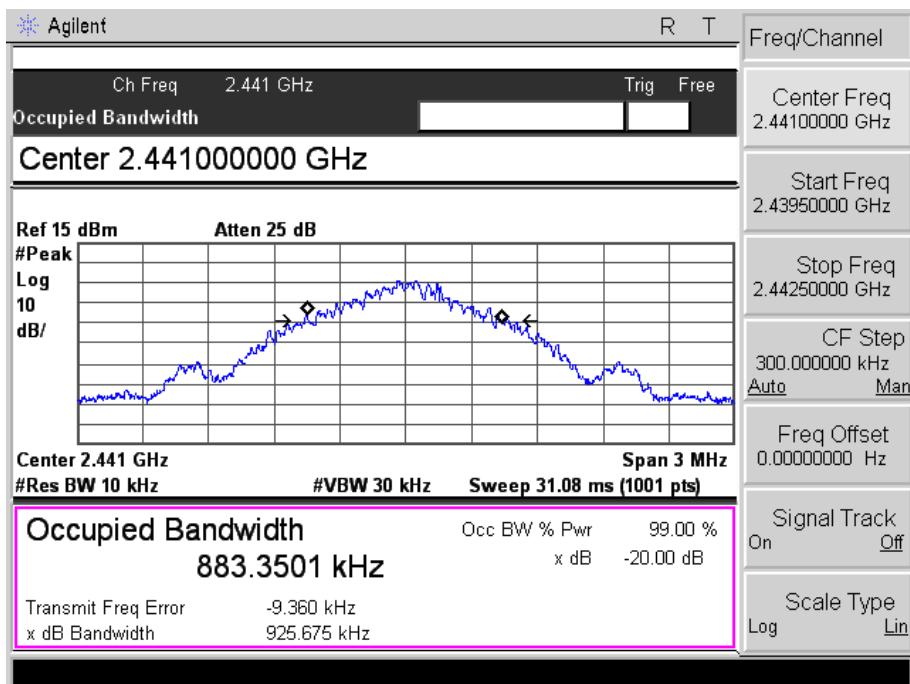 Agilent R T
Ch Freq 2.441 GHz Trig Free
Occupied Bandwidth
Center 2.441000000 GHz
Ref 15 dBm Atten 25 dB
#Peak
Log
10
dB/
Center 2.441 GHz Span 3 MHz
#Res BW 10 kHz #VBW 30 kHz Sweep 31.08 ms (1001 pts)
Occupied Bandwidth Occ BW % Pwr 99.00 %
883.3501 kHz x dB -20.00 dB
Transmit Freq Error -9.360 kHz
x dB Bandwidth 925.675 kHz
Freq/Channel
Center Freq
2.44100000 GHz
Start Freq
2.43950000 GHz
Stop Freq
2.44250000 GHz
CF Step
300.000000 kHz
Auto Man
Freq Offset
0.00000000 Hz
Signal Track
On Off
Scale Type
Log Lin